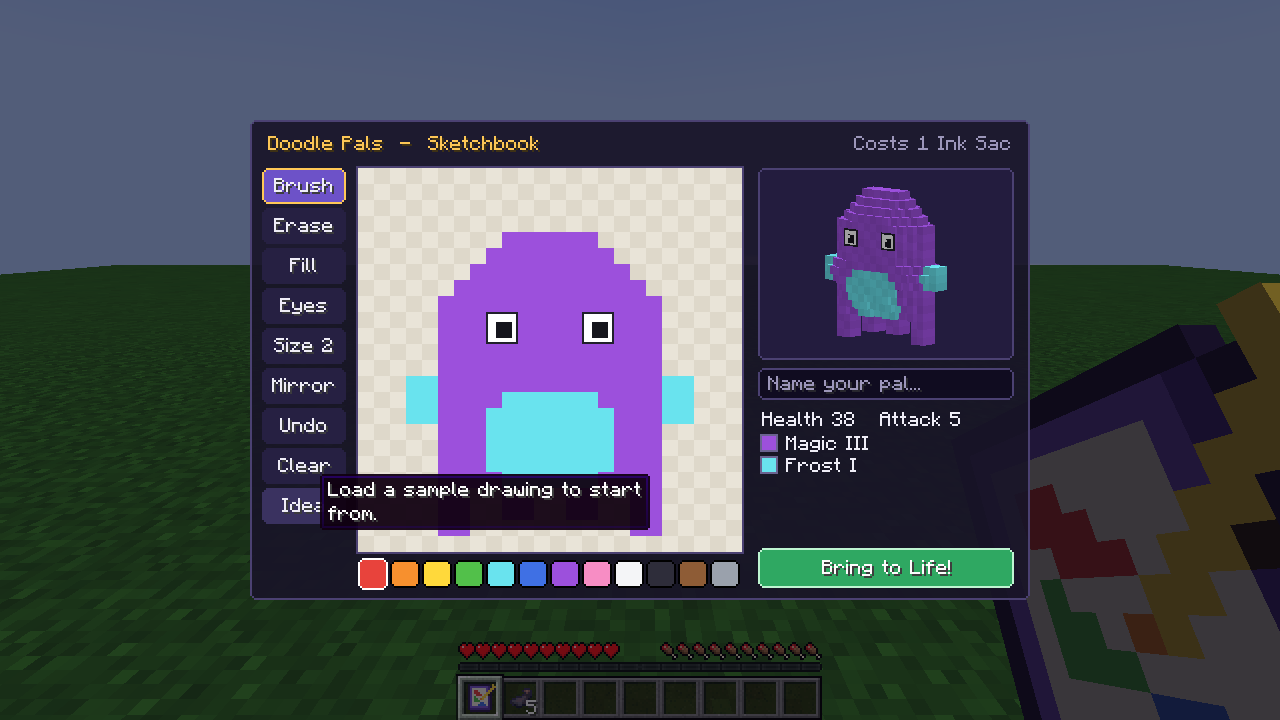 Doodle Pals - Sketchbook
Costs 1 Ink Sac
Brush
Erase
Fill
Eyes
Size 2
Mirror
Undo
Clear
Idea
Load a sample drawing to start
from.
Name your pal...
Health 38 Attack 5
Magic III
Frost I
Bring to Life!
5